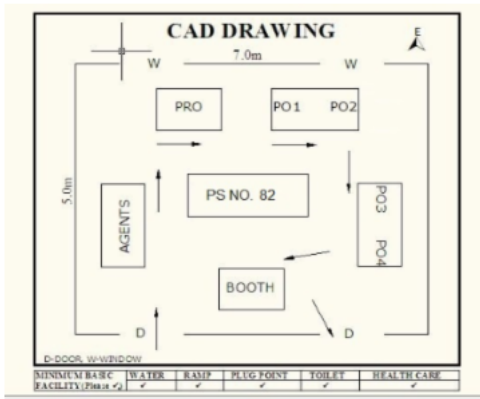 CAD DRAWING
E
7.0m
W W
PRO
PO1 PO2
5.0m
AGENTS
PS NO. 82
PO3 PO4
BOOTH
D D
D-DOOR, W-WINDOW
MINIMUM BASIC FACILITY (Please ✓) WATER RAMP PLUG POINT TOILET HEALTH CARE
✓ ✓ ✓ ✓ ✓